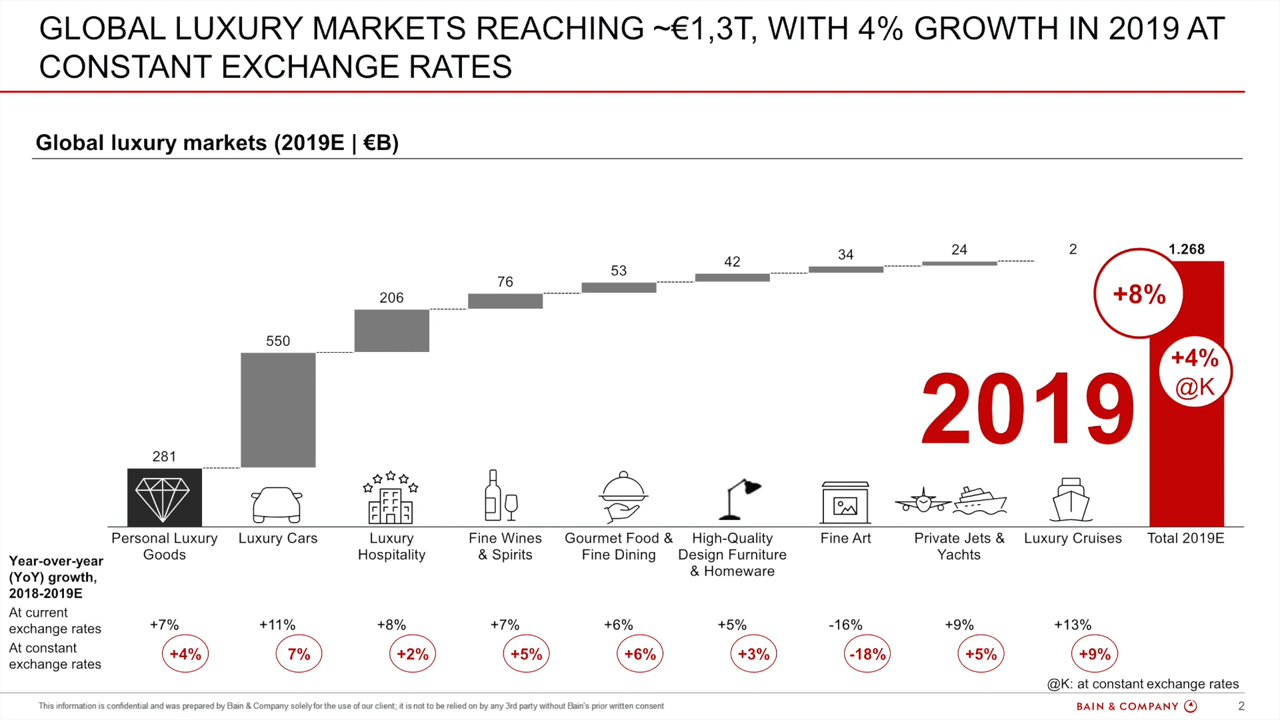 GLOBAL LUXURY MARKETS REACHING ~€1,3T, WITH 4% GROWTH IN 2019 AT
CONSTANT EXCHANGE RATES
Global luxury markets (2019E | €B)
281
550
206
76
53
42
34
24
2
1.268
+8%
+4%
@K
2019
Personal Luxury
Goods
Luxury Cars
Luxury
Hospitality
Fine Wines
& Spirits
Gourmet Food &
Fine Dining
High-Quality
Design Furniture
& Homeware
Fine Art
Private Jets &
Yachts
Luxury Cruises
Total 2019E
Year-over-year
(YoY) growth,
2018-2019E
At current
exchange rates
+7%
+11%
+8%
+7%
+6%
+5%
-16%
+9%
+13%
At constant
exchange rates
+4%
7%
+2%
+5%
+6%
+3%
-18%
+5%
+9%
@K: at constant exchange rates
This information is confidential and was prepared by Bain & Company solely for the use of our client; it is not to be relied on by any 3rd party without Bain's prior written consent
BAIN & COMPANY
2